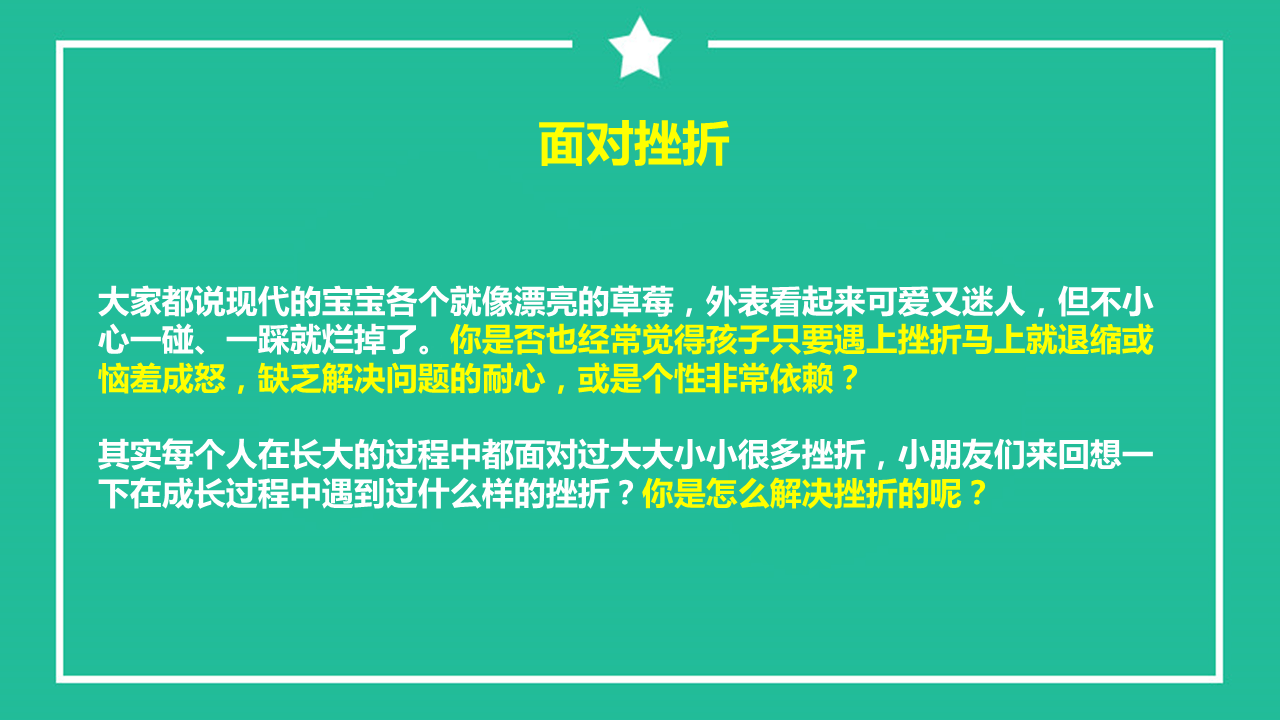 面对挫折
大家都说现代的宝宝各个就像漂亮的草莓，外表看起来可爱又迷人，但不小
心一碰、一踩就烂掉了。你是否也经常觉得孩子只要遇上挫折马上就退缩或
恼羞成怒，缺乏解决问题的耐心，或是个性非常依赖？
其实每个人在长大的过程中都面对过大大小小很多挫折，小朋友们来回想一
下在成长过程中遇到过什么样的挫折？你是怎么解决挫折的呢？